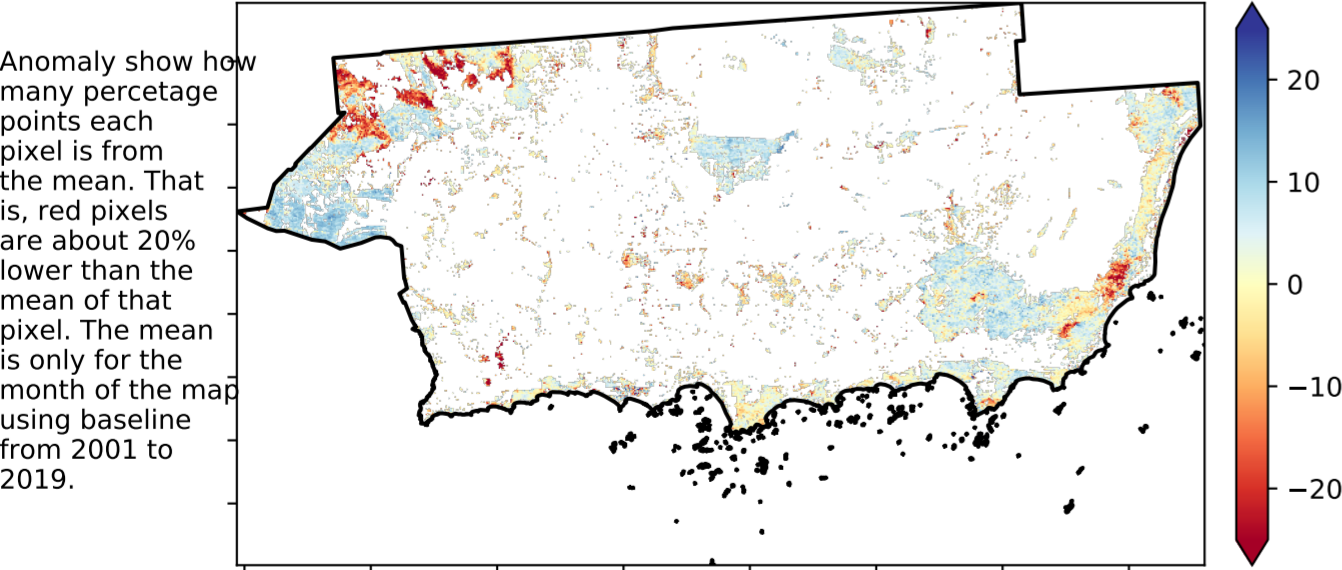 Anomaly show how
many percetage
points each
pixel is from
the mean. That
is, red pixels
are about 20%
lower than the
mean of that
pixel. The mean
is only for the
month of the map
using baseline
from 2001 to
2019.
20
10
0
−10
−20